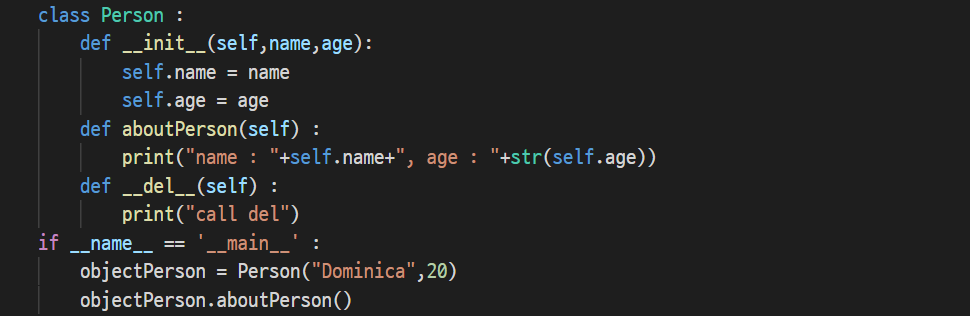 class Person :
    def __init__(self,name,age):
        self.name = name
        self.age = age
    def aboutPerson(self) :
        print("name : "+self.name+", age : "+str(self.age))
    def __del__(self) :
        print("call del")
if __name__ == '__main__' :
    objectPerson = Person("Dominica",20)
    objectPerson.aboutPerson()